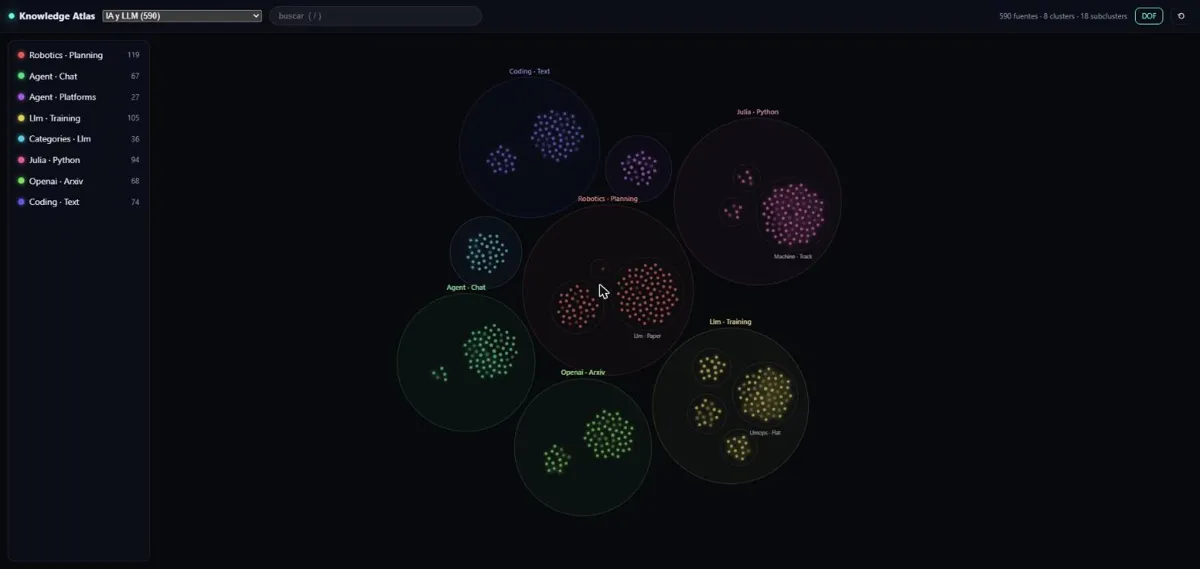 Knowledge Atlas
IA y LLM (590)
buscar ( / )
590 fuentes · 8 clusters · 18 subclusters
DOF
Robotics · Planning 119
Agent · Chat 67
Agent · Platforms 27
Llm · Training 105
Categories · Llm 36
Julia · Python 94
Openai · Arxiv 68
Coding · Text 74
Coding · Text
Julia · Python
Robotics · Planning
Machine · Track
Agent · Chat
Llm · Training
Llm · Paper
Openai · Arxiv
Llmops · Flat